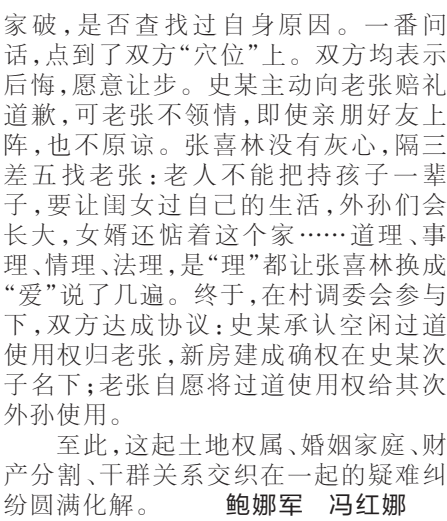 家破，是否查找过自身原因。一番问
话，点到了双方“穴位”上。双方均表示
后悔，愿意让步。史某主动向老张赔礼
道歉，可老张不领情，即使亲朋好友上
阵，也不原谅。张喜林没有灰心，隔三
差五找老张：老人不能把持孩子一辈
子，要让闺女过自己的生活，外孙们会
长大，女婿还惦着这个家……道理、事
理、情理、法理，是“理”都让张喜林换成
“爱”说了几遍。终于，在村调委会参与
下，双方达成协议：史某承认空闲过道
使用权归老张，新房建成确权在史某次
子名下；老张自愿将过道使用权给其次
外孙使用。
至此，这起土地权属、婚姻家庭、财
产分割、干群关系交织在一起的疑难纠
纷圆满化解。 鲍娜军 冯红娜